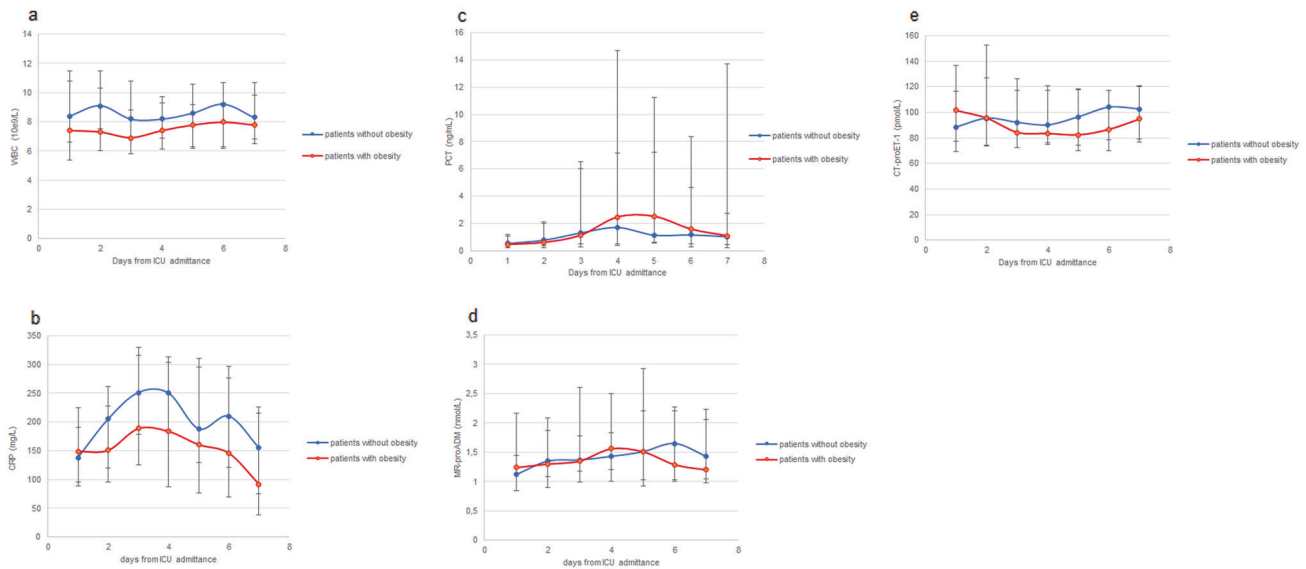 a
WBC (10e9/L)
14
12
10
8
6
4
2
0
0 2 4 6 8
Days from ICU admittance
patients without obesity
patients with obesity
c
PCT (ng/mL)
16
14
12
10
8
6
4
2
0
0 1 2 3 4 5 6 7 8
Days from ICU admittance
patients without obesity
patients with obesity
e
CT-proET-1 (pmol/L)
160
140
120
100
80
60
40
20
0
0 2 4 6 8
Days from ICU admittance
patients without obesity
patients with obesity
b
CRP (mg/L)
350
300
250
200
150
100
50
0
0 2 4 6 8
days from ICU admittance
patients without obesity
patients with obesity
d
MR-proADM (nmol/L)
3,5
3
2,5
2
1,5
1
0,5
0
0 1 2 3 4 5 6 7 8
days from ICU admittance
patients without obesity
patients with obesity